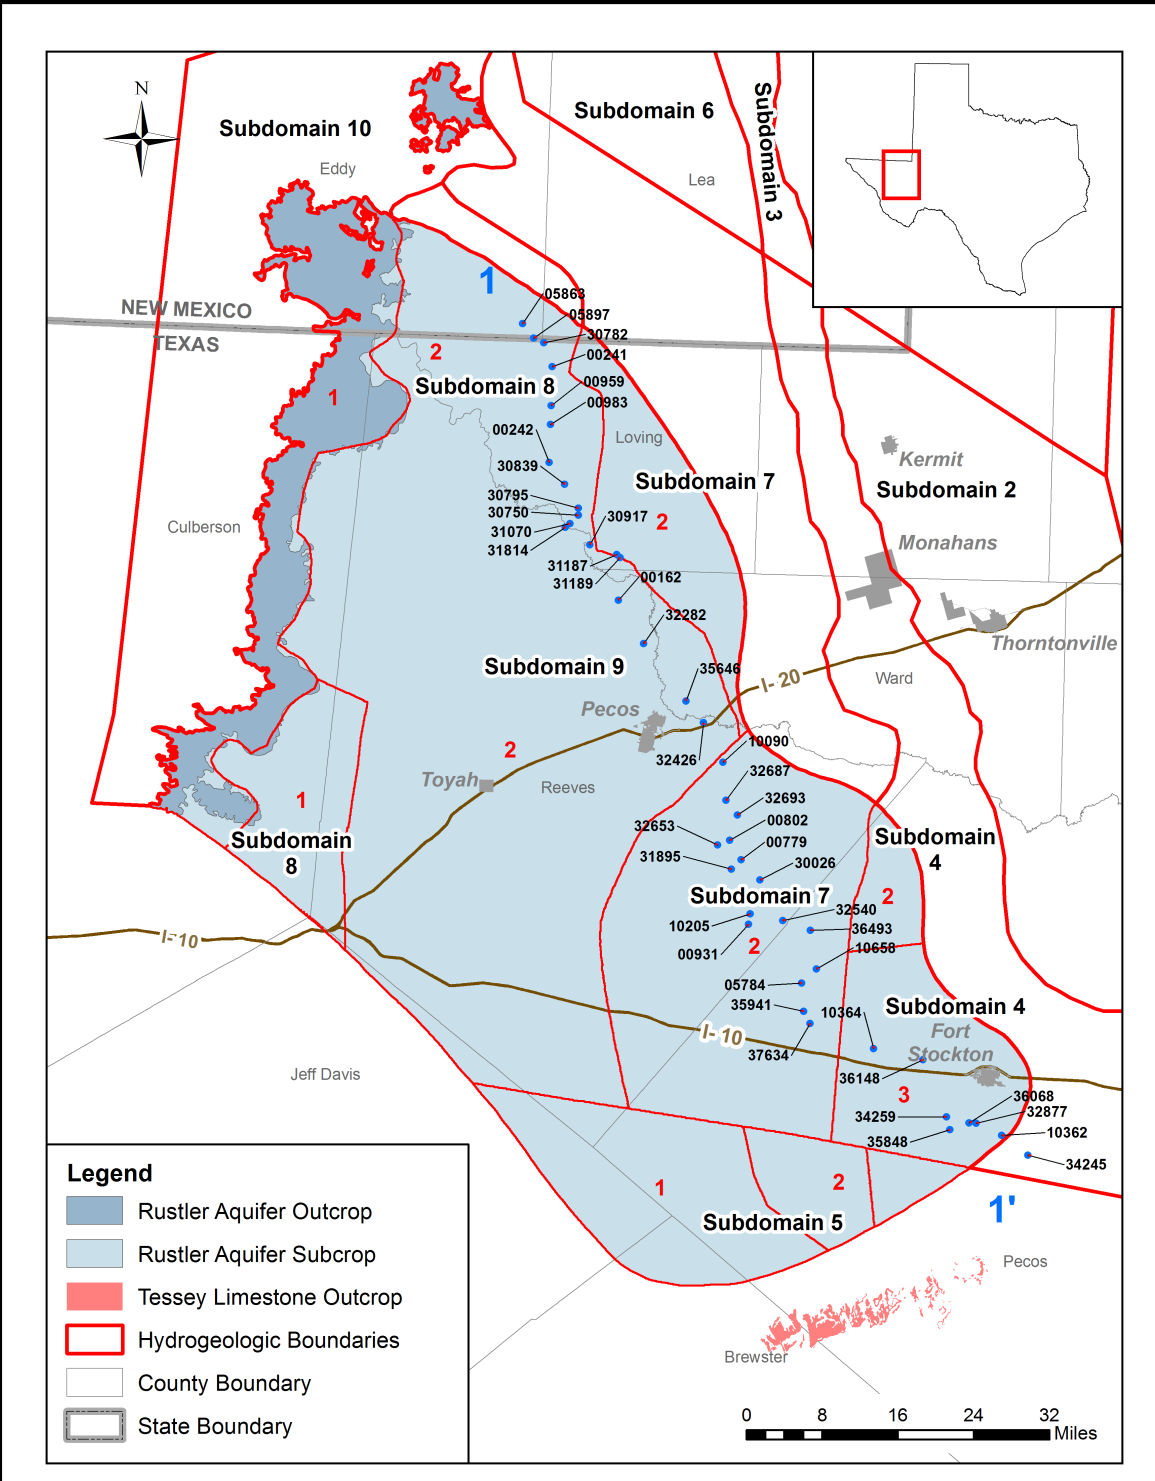 N
Subdomain 10
Subdomain 6
Subdomain 3
Eddy
Lea
1
05863
05897
NEW MEXICO
TEXAS
30782
00241
2
Subdomain 8
00959
1
00983
00242
Loving
Kermit
30839
Subdomain 7
Subdomain 2
30795
30750
30917
2
Culberson
31070
31814
Monahans
31187
31189
00162
32282
Thorntonville
Subdomain 9
35646
I-20
Ward
Pecos
2
10090
32426
Toyah
32687
Reeves
1
32693
32653
00802
Subdomain
8
00779
Subdomain
4
31895
30026
Subdomain 7
2
32540
10205
36493
I-10
2
10658
00931
05784
35941
10364
Subdomain 4
I-10
Fort
Stockton
37634
Jeff Davis
36148
3
36068
34259
32877
35848
10362
34245
1
2
1'
Subdomain 5
Pecos
Brewster
Legend
Rustler Aquifer Outcrop
Rustler Aquifer Subcrop
Tessey Limestone Outcrop
Hydrogeologic Boundaries
County Boundary
State Boundary
0 8 16 24 32
Miles